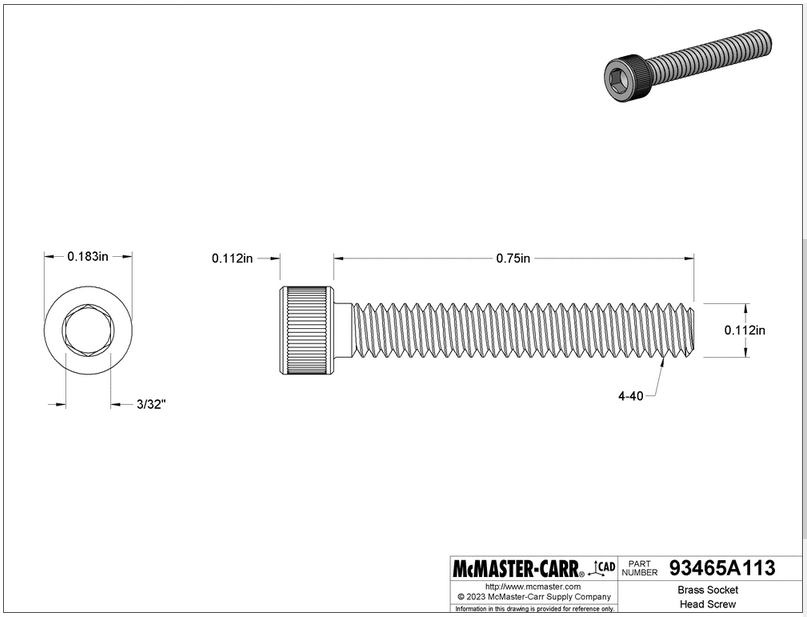 0.183in
0.112in
0.75in
0.112in
3/32"
4-40
McMASTER-CARR® CAD
http://www.mcmaster.com
© 2023 McMaster-Carr Supply Company
Information in this drawing is provided for reference only.
PART
NUMBER
93465A113
Brass Socket
Head Screw